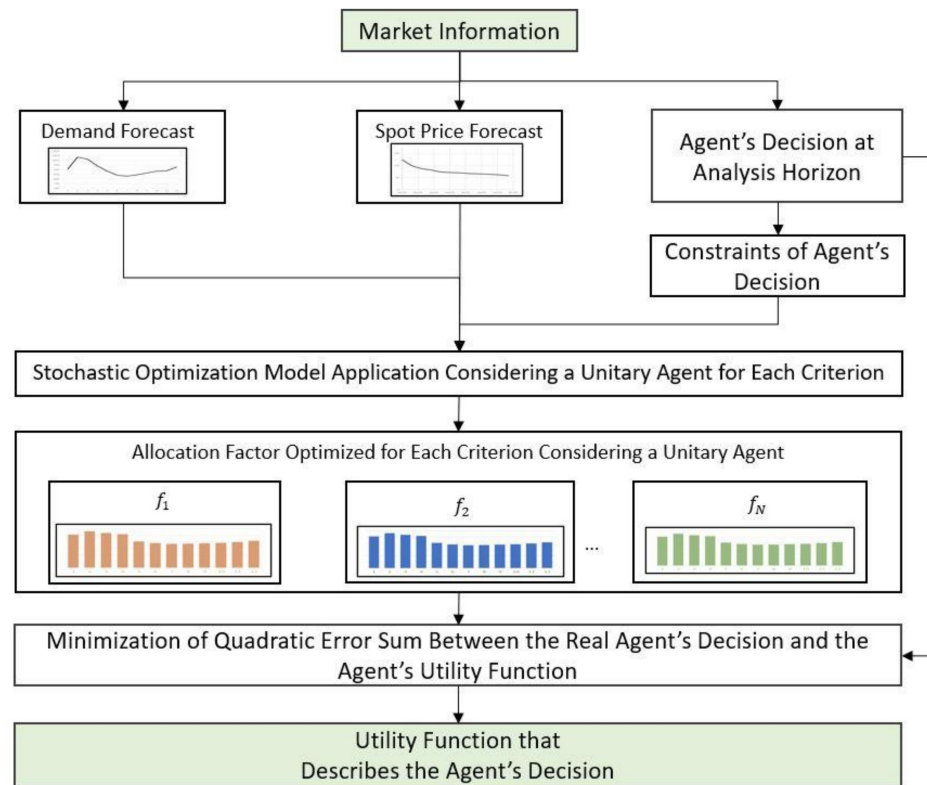 Market Information
Demand Forecast
Spot Price Forecast
Agent's Decision at
Analysis Horizon
Constraints of Agent's
Decision
Stochastic Optimization Model Application Considering a Unitary Agent for Each Criterion
Allocation Factor Optimized for Each Criterion Considering a Unitary Agent
f₁
f₂
...
f_N
Minimization of Quadratic Error Sum Between the Real Agent's Decision and the
Agent's Utility Function
Utility Function that
Describes the Agent's Decision